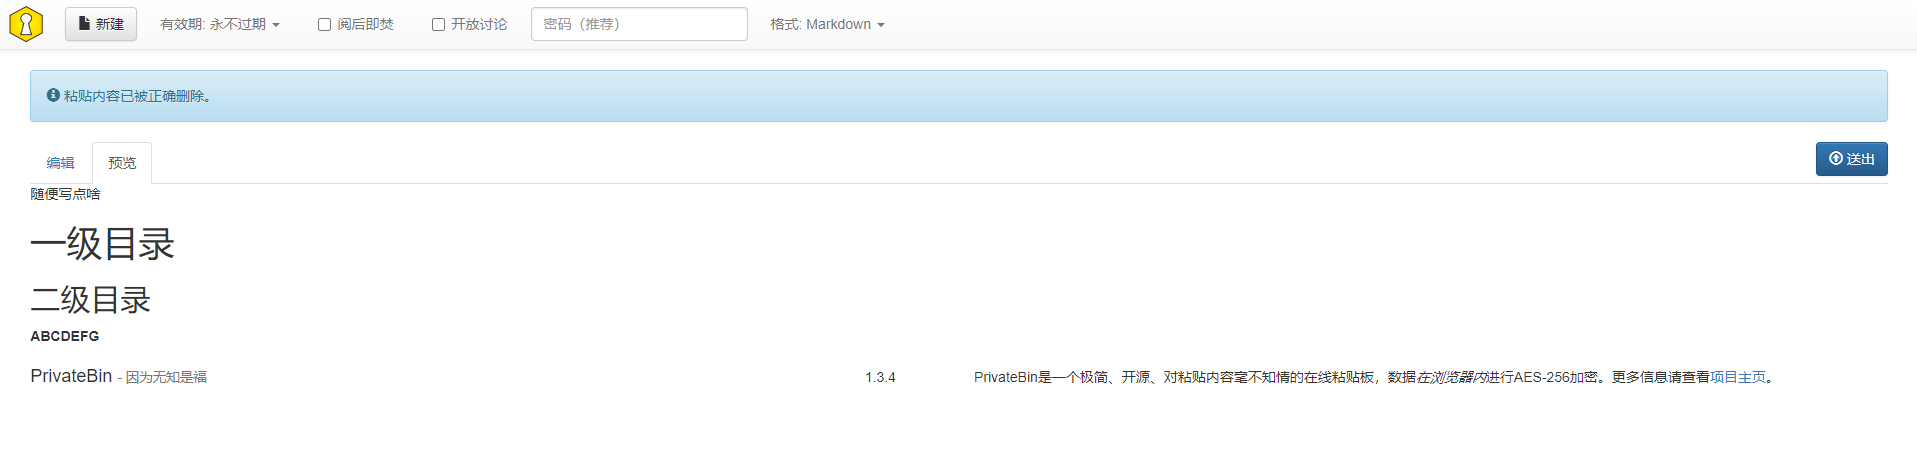 新建 有效期: 永不过期 阅后即焚 开放讨论 密码（推荐） 格式: Markdown
粘贴内容已被正确删除。
编辑 预览 送出
随便写点啥
一级目录
二级目录
ABCDEFG
PrivateBin - 因为无知是福 1.3.4 PrivateBin是一个极简、开源、对粘贴内容毫不知情的在线粘贴板，数据在浏览器内进行AES-256加密。更多信息请查看项目主页。